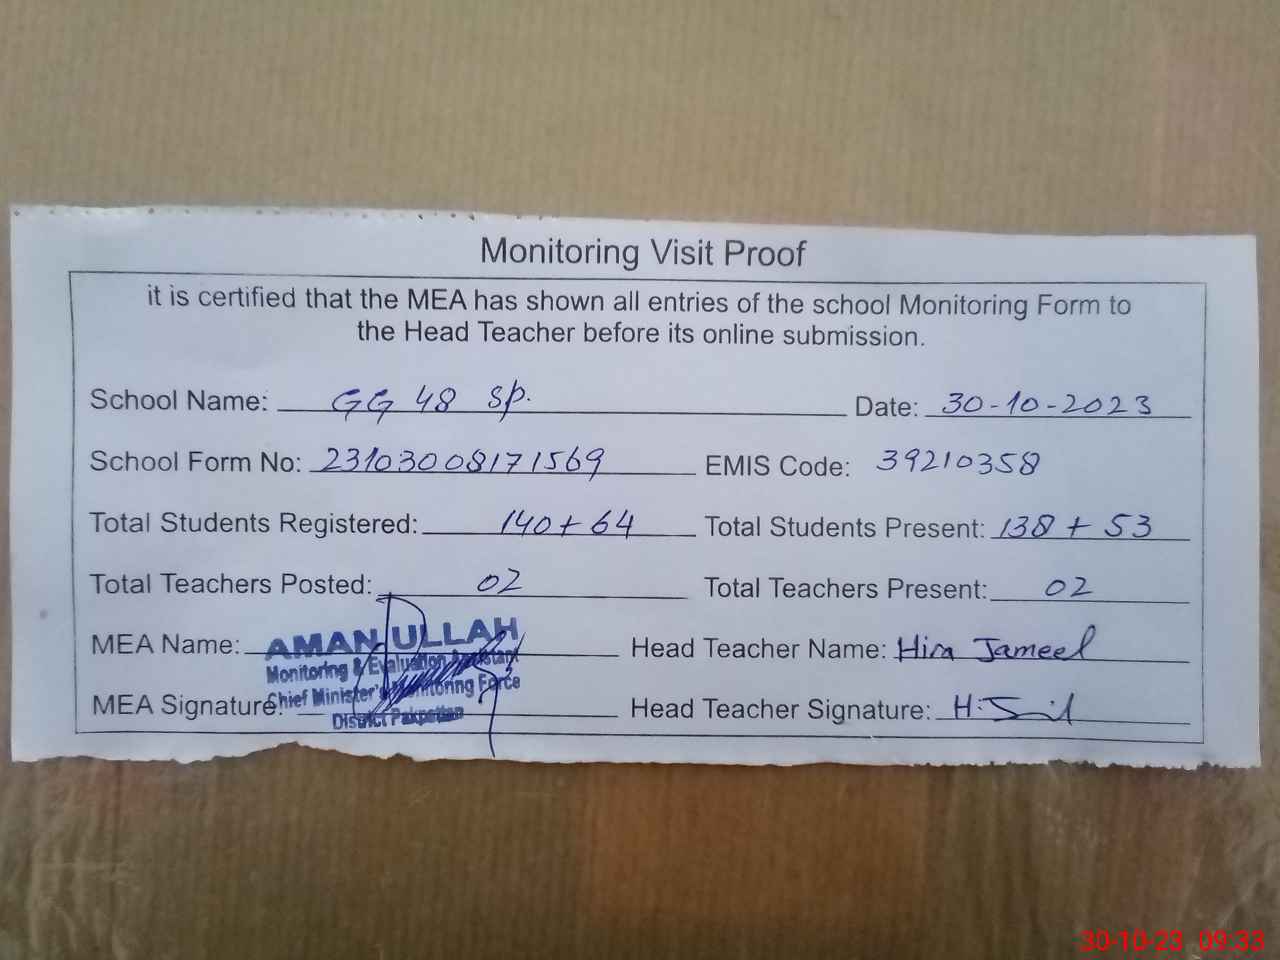 Monitoring Visit Proof
it is certified that the MEA has shown all entries of the school Monitoring Form to
the Head Teacher before its online submission.
School Name: GG 48 SP. Date: 30-10-2023
School Form No: 23103008171569 EMIS Code: 39210358
Total Students Registered: 140+64 Total Students Present: 138+53
Total Teachers Posted: 02 Total Teachers Present: 02
MEA Name: AMAN ULLAH Head Teacher Name: Hira Jameel
Monitoring & Evaluation Assistant
Chief Minister's Monitoring Force
MEA Signature: Head Teacher Signature:
District Pakpattan
30-10-23 09:33